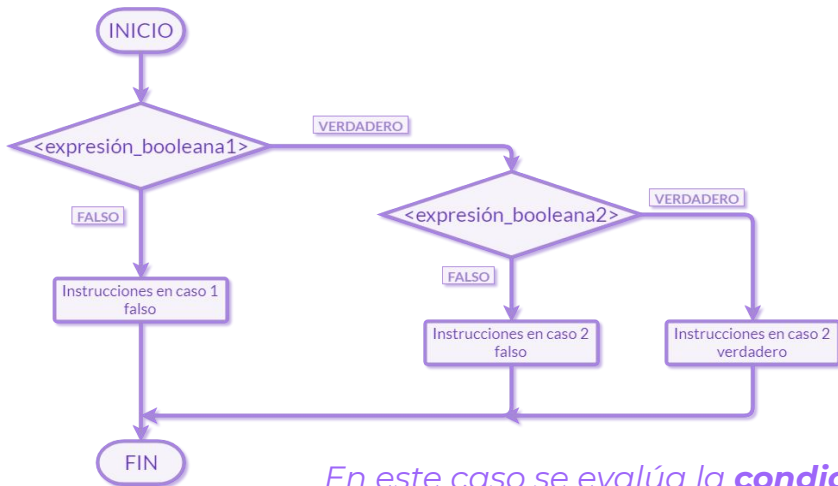 INICIO
<expresión_booleana1>
VERDADERO
FALSO
<expresión_booleana2>
VERDADERO
FALSO
Instrucciones en caso 1
falso
Instrucciones en caso 2
falso
Instrucciones en caso 2
verdadero
FIN
En este caso se evalúa la